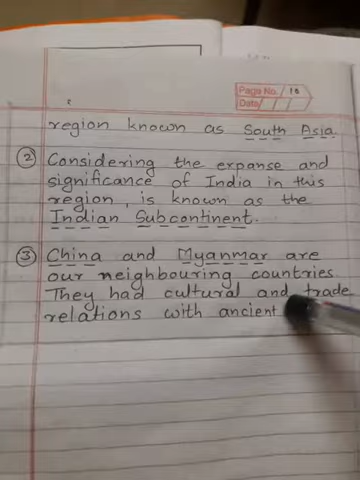 Page No. 16
Date
region known as South Asia
② Considering the expanse and
significance of India in this
region, is known as the
Indian Subcontinent.
③ China and Myanmar are
our neighbouring countries.
They had cultural and trade
relations with ancient